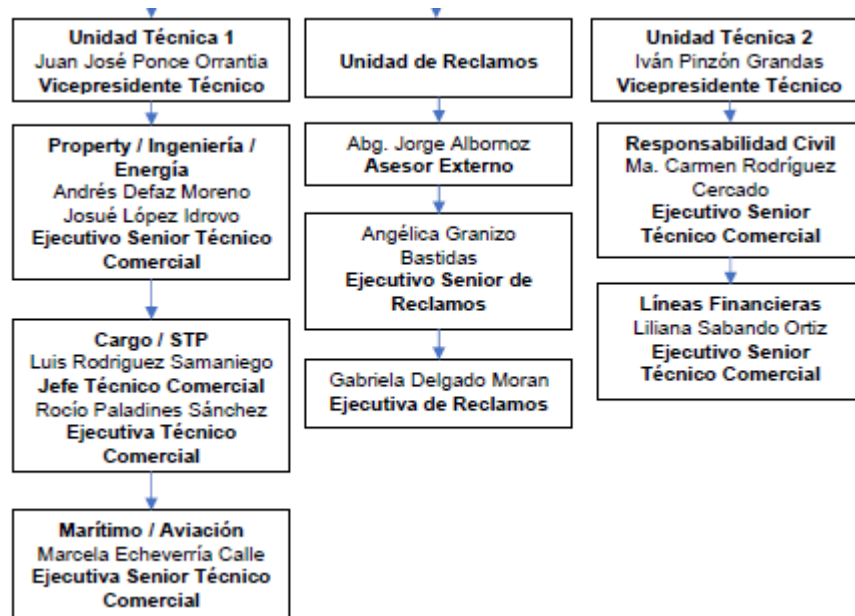 Unidad Técnica 1
Juan José Ponce Orrantia
Vicepresidente Técnico
Property / Ingeniería /
Energía
Andrés Defaz Moreno
Josué López Idrovo
Ejecutivo Senior Técnico
Comercial
Cargo / STP
Luis Rodriguez Samaniego
Jefe Técnico Comercial
Rocío Paladines Sánchez
Ejecutiva Técnico
Comercial
Marítimo / Aviación
Marcela Echeverría Calle
Ejecutiva Senior Técnico
Comercial
Unidad de Reclamos
Abg. Jorge Albornoz
Asesor Externo
Angélica Granizo
Bastidas
Ejecutivo Senior de
Reclamos
Gabriela Delgado Moran
Ejecutiva de Reclamos
Unidad Técnica 2
Iván Pinzón Grandas
Vicepresidente Técnico
Responsabilidad Civil
Ma. Carmen Rodríguez
Cercado
Ejecutivo Senior
Técnico Comercial
Líneas Financieras
Liliana Sabando Ortiz
Ejecutivo Senior
Técnico Comercial